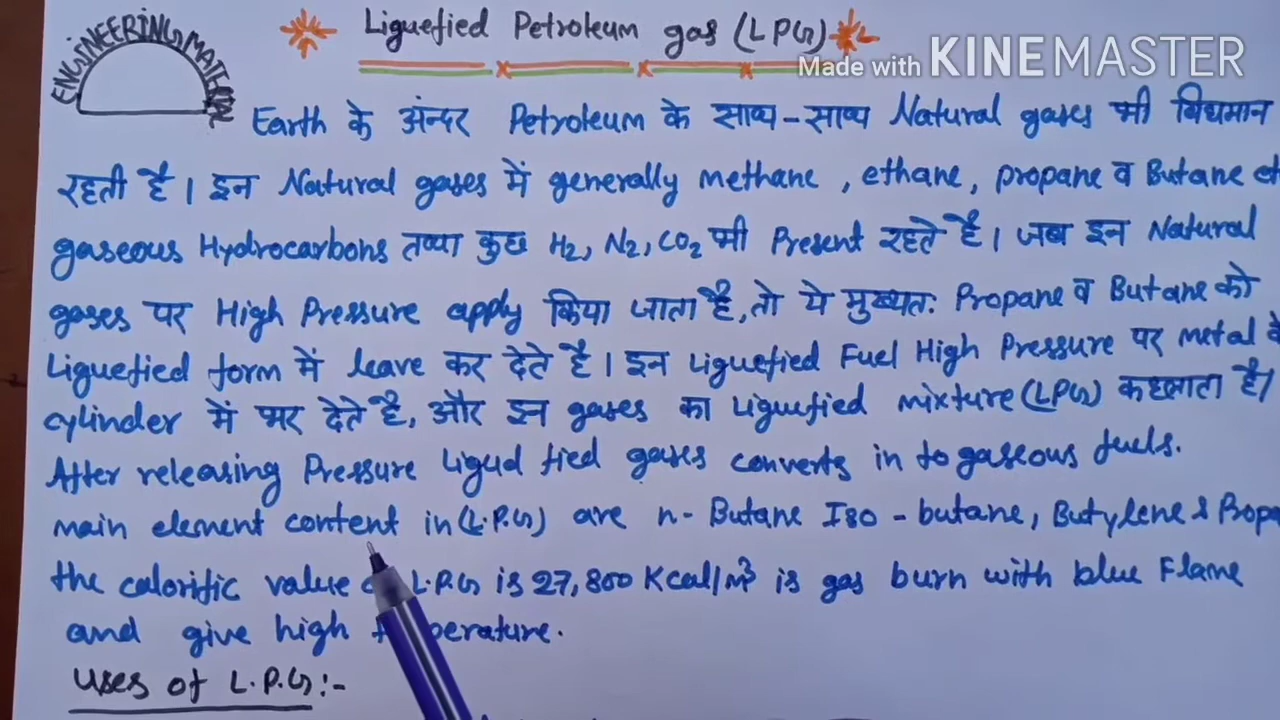 ENGINEERING MATERIAL
Liquefied Petroleum gas (LPG)
Made with KINEMASTER
Earth के अंन्दर Petroleum के साथ-साथ Natural gases भी विद्यमान
रहती है। इन Natural gases में generally methane, ethane, propane व Butane et
gaseous Hydrocarbons तथा कुछ H2, N2, CO2 भी Present रहते है। जब इन Natural
gases पर High Pressure apply किया जाता है, तो ये मुख्यतः Propane व Butane को
Liquefied form में leave कर देते है। इन Liquefied Fuel High Pressure पर metal के
cylinder में भर देते है, और इन gases का Liquefied mixture (LPG) कहलाता है।
After releasing Pressure Liqud fied gases converts in to gaseous fuels.
main element content in (L.P.G) are n-Butane Iso-butane, Butylene & Propa
the calorific value L.P.G is 27,800 Kcal/m³ is gas burn with blue Flame
and give high temperature.
Uses of L.P.G:-